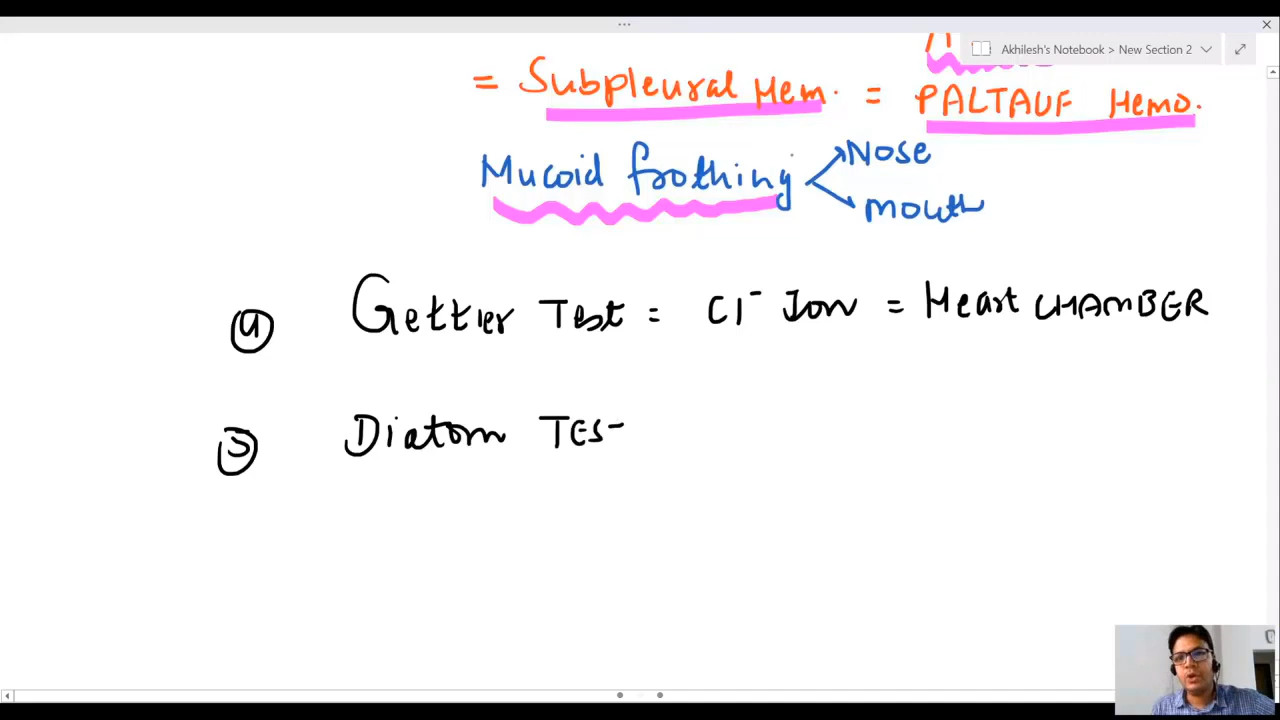 Akhilesh's Notebook > New Section 2
= Subpleural Hem. = PALTAUF Hemo.
Mucoid frothing
Nose
mouth
4 Gettler Test = Cl⁻ Ion = Heart CHAMBER
5 Diatom TEST